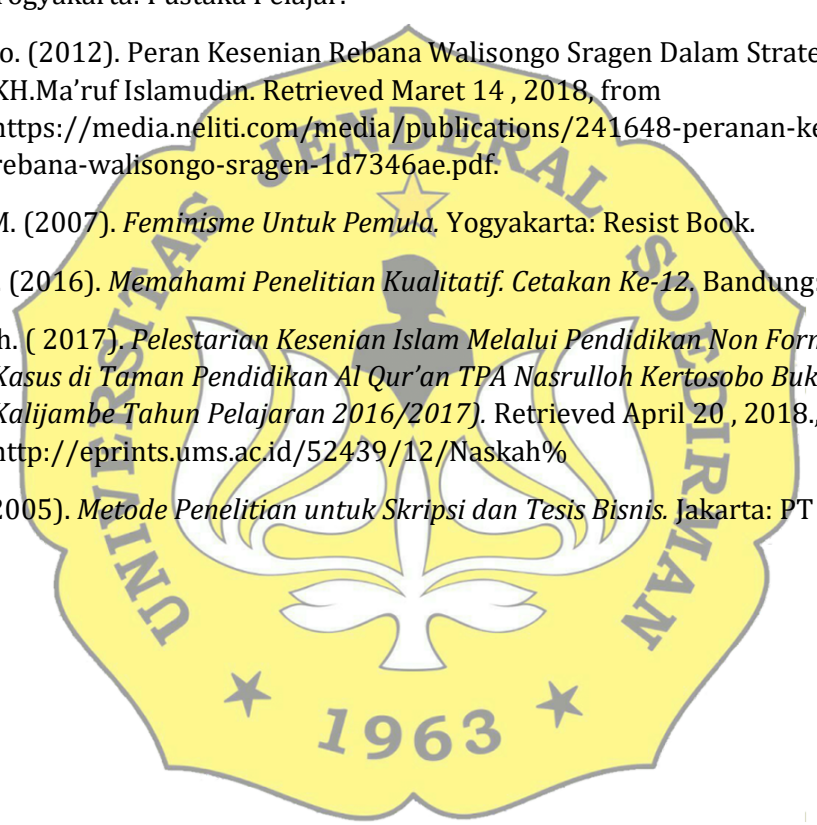 Yogyakarta: Pustaka Pelajar.
o. (2012). Peran Kesenian Rebana Walisongo Sragen Dalam Strate
KH.Ma’ruf Islamudin. Retrieved Maret 14 , 2018, from
https://media.neliti.com/media/publications/241648-peranan-ke
rebana-walisongo-sragen-1d7346ae.pdf.
M. (2007). Feminisme Untuk Pemula. Yogyakarta: Resist Book.
. (2016). Memahami Penelitian Kualitatif. Cetakan Ke-12. Bandung:
h. ( 2017). Pelestarian Kesenian Islam Melalui Pendidikan Non Form
Kasus di Taman Pendidikan Al Qur’an TPA Nasrulloh Kertosobo Buk
Kalijambe Tahun Pelajaran 2016/2017). Retrieved April 20 , 2018.,
http://eprints.ums.ac.id/52439/12/Naskah%
2005). Metode Penelitian untuk Skripsi dan Tesis Bisnis. Jakarta: PT
UNIVERSITAS JENDERAL SOEDIRMAN
1963